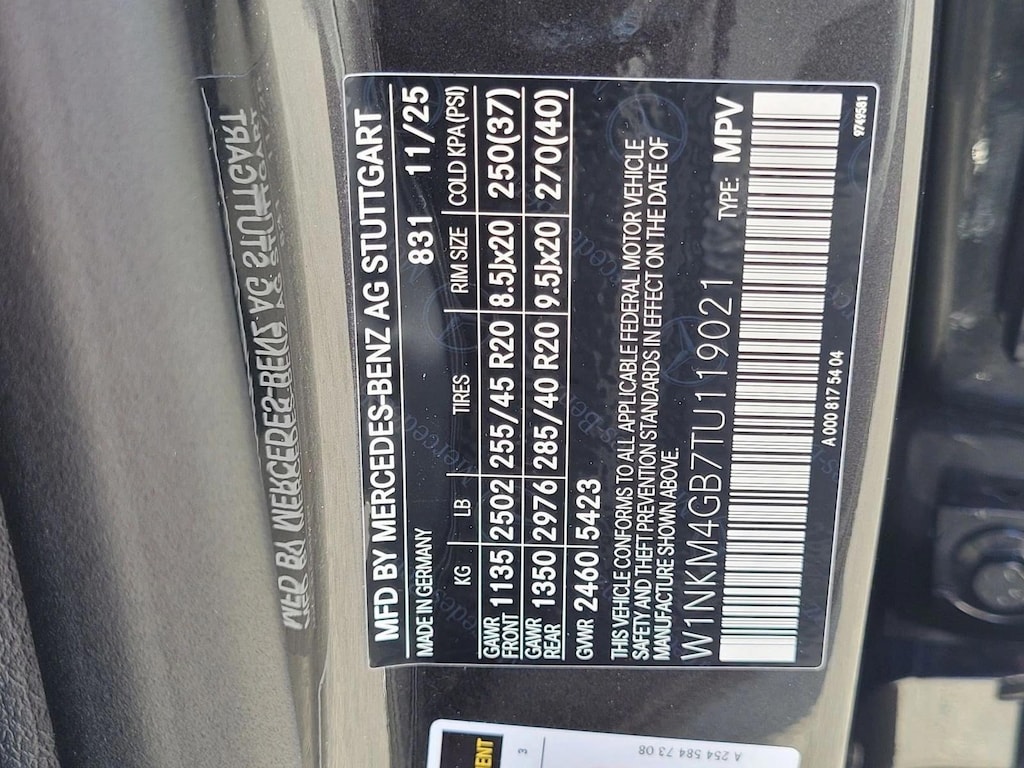 MFD BY MERCEDES-BENZ AG STUTTGART
MADE IN GERMANY 831 11/25
KG LB TIRES RIM SIZE COLD KPA (PSI)
GAWR FRONT 1135 2502 255/45 R20 8.5Jx20 250(37)
GAWR REAR 1350 2976 285/40 R20 9.5Jx20 270(40)
GWR 2460 5423
THIS VEHICLE CONFORMS TO ALL APPLICABLE FEDERAL MOTOR VEHICLE
SAFETY AND THEFT PREVENTION STANDARDS IN EFFECT ON THE DATE OF
MANUFACTURE SHOWN ABOVE.
W1NKM4GB7TU119021 TYPE: MPV
A 000 817 54 04 9749581
3
A 254 584 73 08